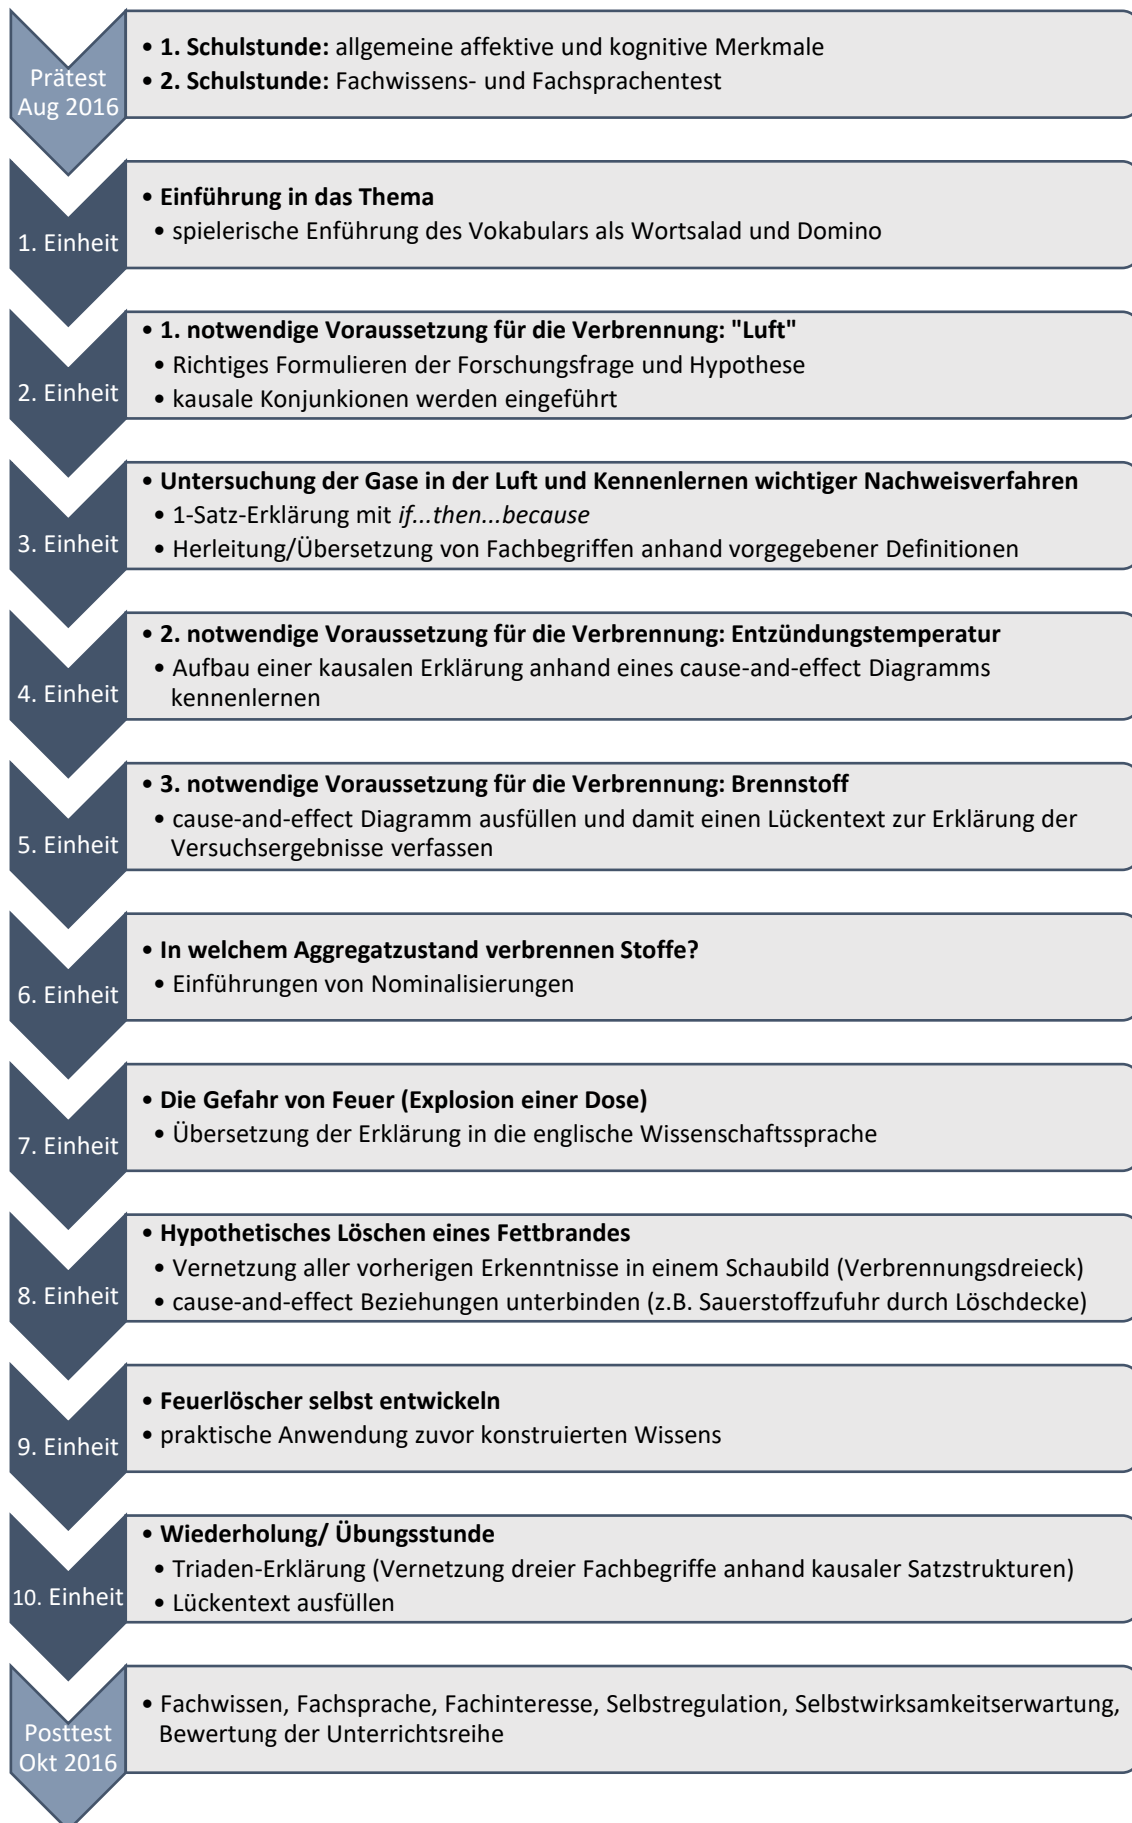 Prätest
Aug 2016
• 1. Schulstunde: allgemeine affektive und kognitive Merkmale
• 2. Schulstunde: Fachwissens- und Fachsprachentest
1. Einheit
• Einführung in das Thema
• spielerische Enführung des Vokabulars als Wortsalad und Domino
2. Einheit
• 1. notwendige Voraussetzung für die Verbrennung: "Luft"
• Richtiges Formulieren der Forschungsfrage und Hypothese
• kausale Konjunkionen werden eingeführt
3. Einheit
• Untersuchung der Gase in der Luft und Kennenlernen wichtiger Nachweisverfahren
• 1-Satz-Erklärung mit if...then...because
• Herleitung/Übersetzung von Fachbegriffen anhand vorgegebener Definitionen
4. Einheit
• 2. notwendige Voraussetzung für die Verbrennung: Entzündungstemperatur
• Aufbau einer kausalen Erklärung anhand eines cause-and-effect Diagramms
kennenlernen
5. Einheit
• 3. notwendige Voraussetzung für die Verbrennung: Brennstoff
• cause-and-effect Diagramm ausfüllen und damit einen Lückentext zur Erklärung der
Versuchsergebnisse verfassen
6. Einheit
• In welchem Aggregatzustand verbrennen Stoffe?
• Einführungen von Nominalisierungen
7. Einheit
• Die Gefahr von Feuer (Explosion einer Dose)
• Übersetzung der Erklärung in die englische Wissenschaftssprache
8. Einheit
• Hypothetisches Löschen eines Fettbrandes
• Vernetzung aller vorherigen Erkenntnisse in einem Schaubild (Verbrennungsdreieck)
• cause-and-effect Beziehungen unterbinden (z.B. Sauerstoffzufuhr durch Löschdecke)
9. Einheit
• Feuerlöscher selbst entwickeln
• praktische Anwendung zuvor konstruierten Wissens
10. Einheit
• Wiederholung/ Übungsstunde
• Triaden-Erklärung (Vernetzung dreier Fachbegriffe anhand kausaler Satzstrukturen)
• Lückentext ausfüllen
Posttest
Okt 2016
• Fachwissen, Fachsprache, Fachinteresse, Selbstregulation, Selbstwirksamkeitserwartung,
Bewertung der Unterrichtsreihe